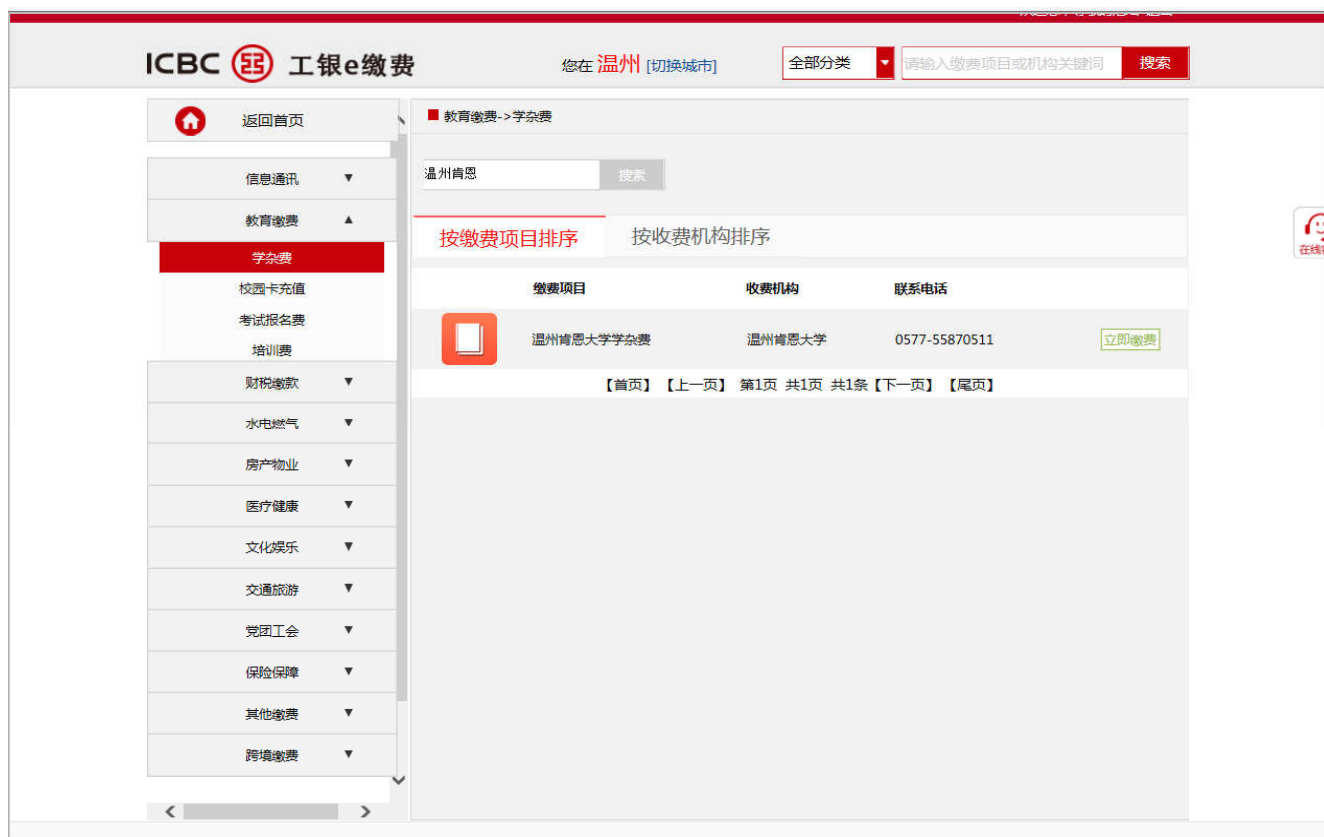 ICBC 工银e缴费
您在 温州 [切换城市]
全部分类
请输入缴费项目或机构关键词
搜索
返回首页
信息通讯 ▼
教育缴费 ▲
学杂费
校园卡充值
考试报名费
培训费
财税缴款 ▼
水电燃气 ▼
房产物业 ▼
医疗健康 ▼
文化娱乐 ▼
交通旅游 ▼
党团工会 ▼
保险保障 ▼
其他缴费 ▼
跨境缴费 ▼
教育缴费->学杂费
温州肯恩 搜索
按缴费项目排序 按收费机构排序
缴费项目 收费机构 联系电话
温州肯恩大学学杂费 温州肯恩大学 0577-55870511 立即缴费
【首页】 【上一页】 第1页 共1页 共1条【下一页】 【尾页】
在线